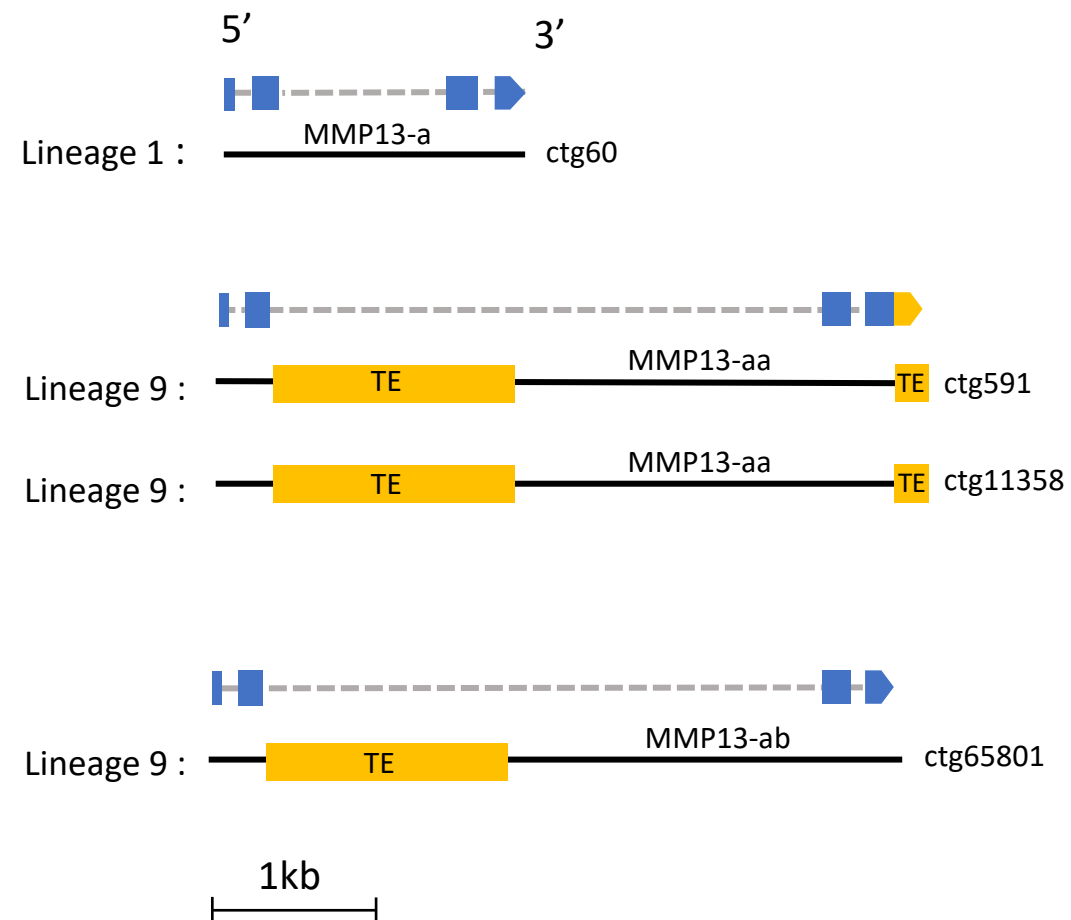 5’ 3’
MMP13-a
Lineage 1 : ctg60
MMP13-aa
Lineage 9 : TE TE ctg591
MMP13-aa
Lineage 9 : TE TE ctg11358
MMP13-ab
Lineage 9 : TE ctg65801
1kb